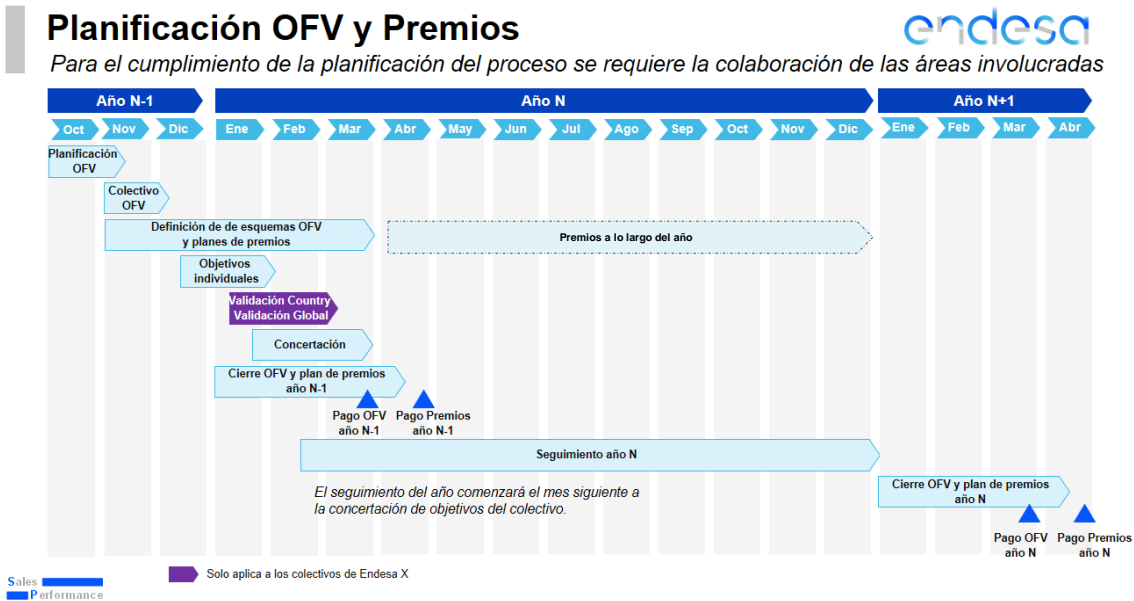 Planificación OFV y Premios
endesa
Para el cumplimiento de la planificación del proceso se requiere la colaboración de las áreas involucradas
Año N-1
Año N
Año N+1
Oct
Nov
Dic
Ene
Feb
Mar
Abr
May
Jun
Jul
Ago
Sep
Oct
Nov
Dic
Ene
Feb
Mar
Abr
Planificación
OFV
Colectivo
OFV
Definición de de esquemas OFV
y planes de premios
Premios a lo largo del año
Objetivos
individuales
Validación Country
Validación Global
Concertación
Cierre OFV y plan de premios
año N-1
Pago OFV
año N-1
Pago Premios
año N-1
Seguimiento año N
El seguimiento del año comenzará el mes siguiente a
la concertación de objetivos del colectivo.
Cierre OFV y plan de premios
año N
Pago OFV
año N
Pago Premios
año N
Solo aplica a los colectivos de Endesa X
Sales
Performance